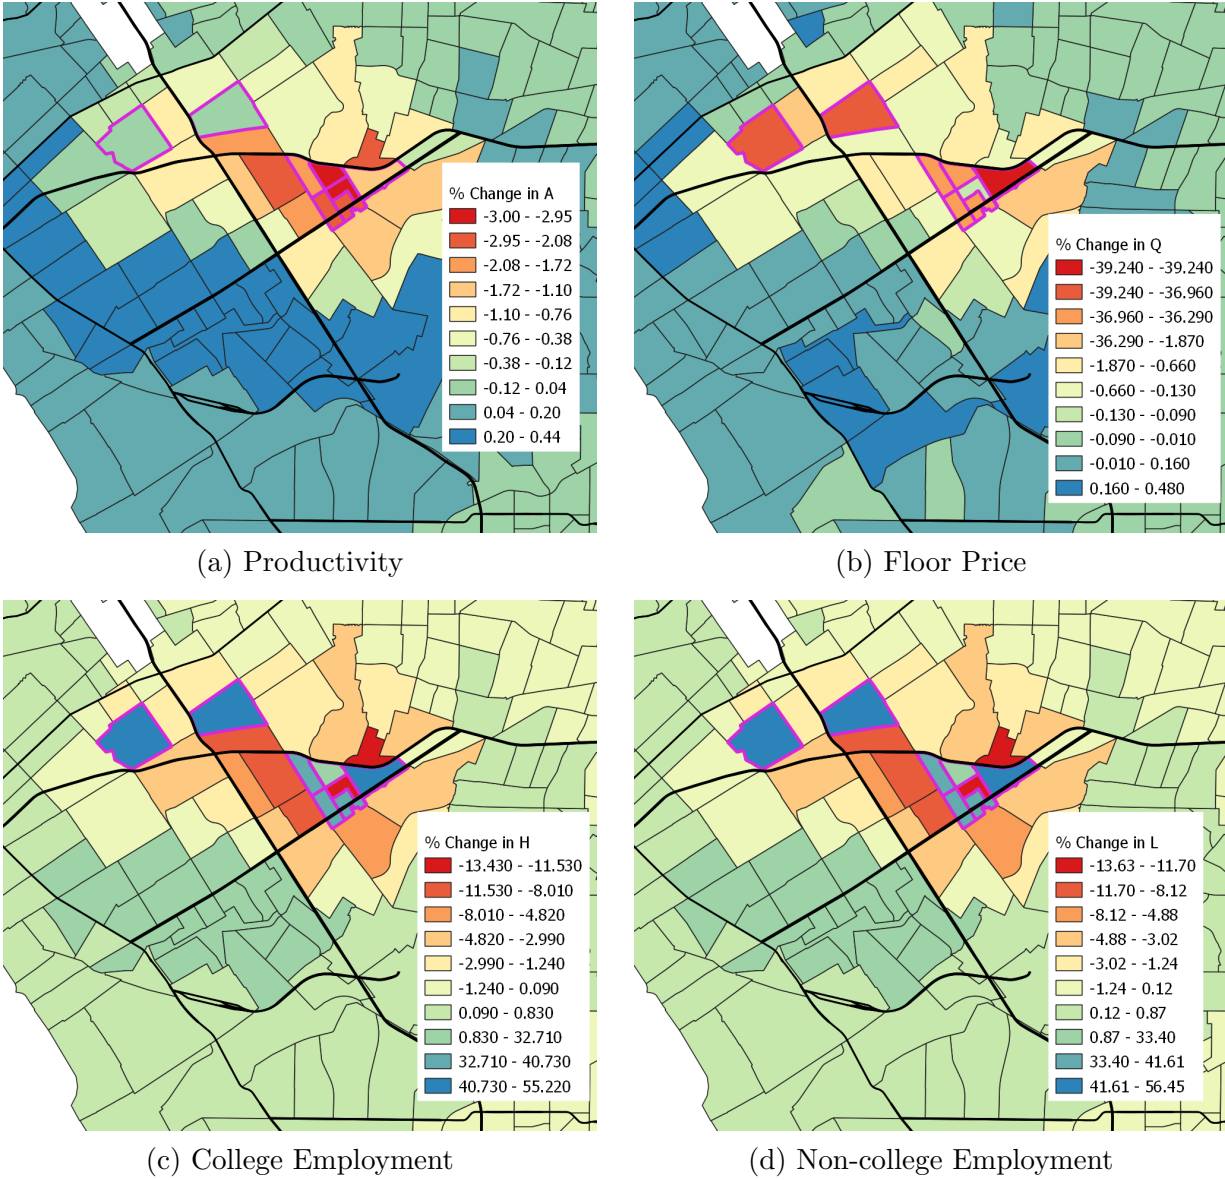 % Change in A
-3.00 - -2.95
-2.95 - -2.08
-2.08 - -1.72
-1.72 - -1.10
-1.10 - -0.76
-0.76 - -0.38
-0.38 - -0.12
-0.12 - 0.04
0.04 - 0.20
0.20 - 0.44
(a) Productivity
% Change in Q
-39.240 - -39.240
-39.240 - -36.960
-36.960 - -36.290
-36.290 - -1.870
-1.870 - -0.660
-0.660 - -0.130
-0.130 - -0.090
-0.090 - -0.010
-0.010 - 0.160
0.160 - 0.480
(b) Floor Price
% Change in H
-13.430 - -11.530
-11.530 - -8.010
-8.010 - -4.820
-4.820 - -2.990
-2.990 - -1.240
-1.240 - 0.090
0.090 - 0.830
0.830 - 32.710
32.710 - 40.730
40.730 - 55.220
(c) College Employment
% Change in L
-13.63 - -11.70
-11.70 - -8.12
-8.12 - -4.88
-4.88 - -3.02
-3.02 - -1.24
-1.24 - 0.12
0.12 - 0.87
0.87 - 33.40
33.40 - 41.61
41.61 - 56.45
(d) Non-college Employment